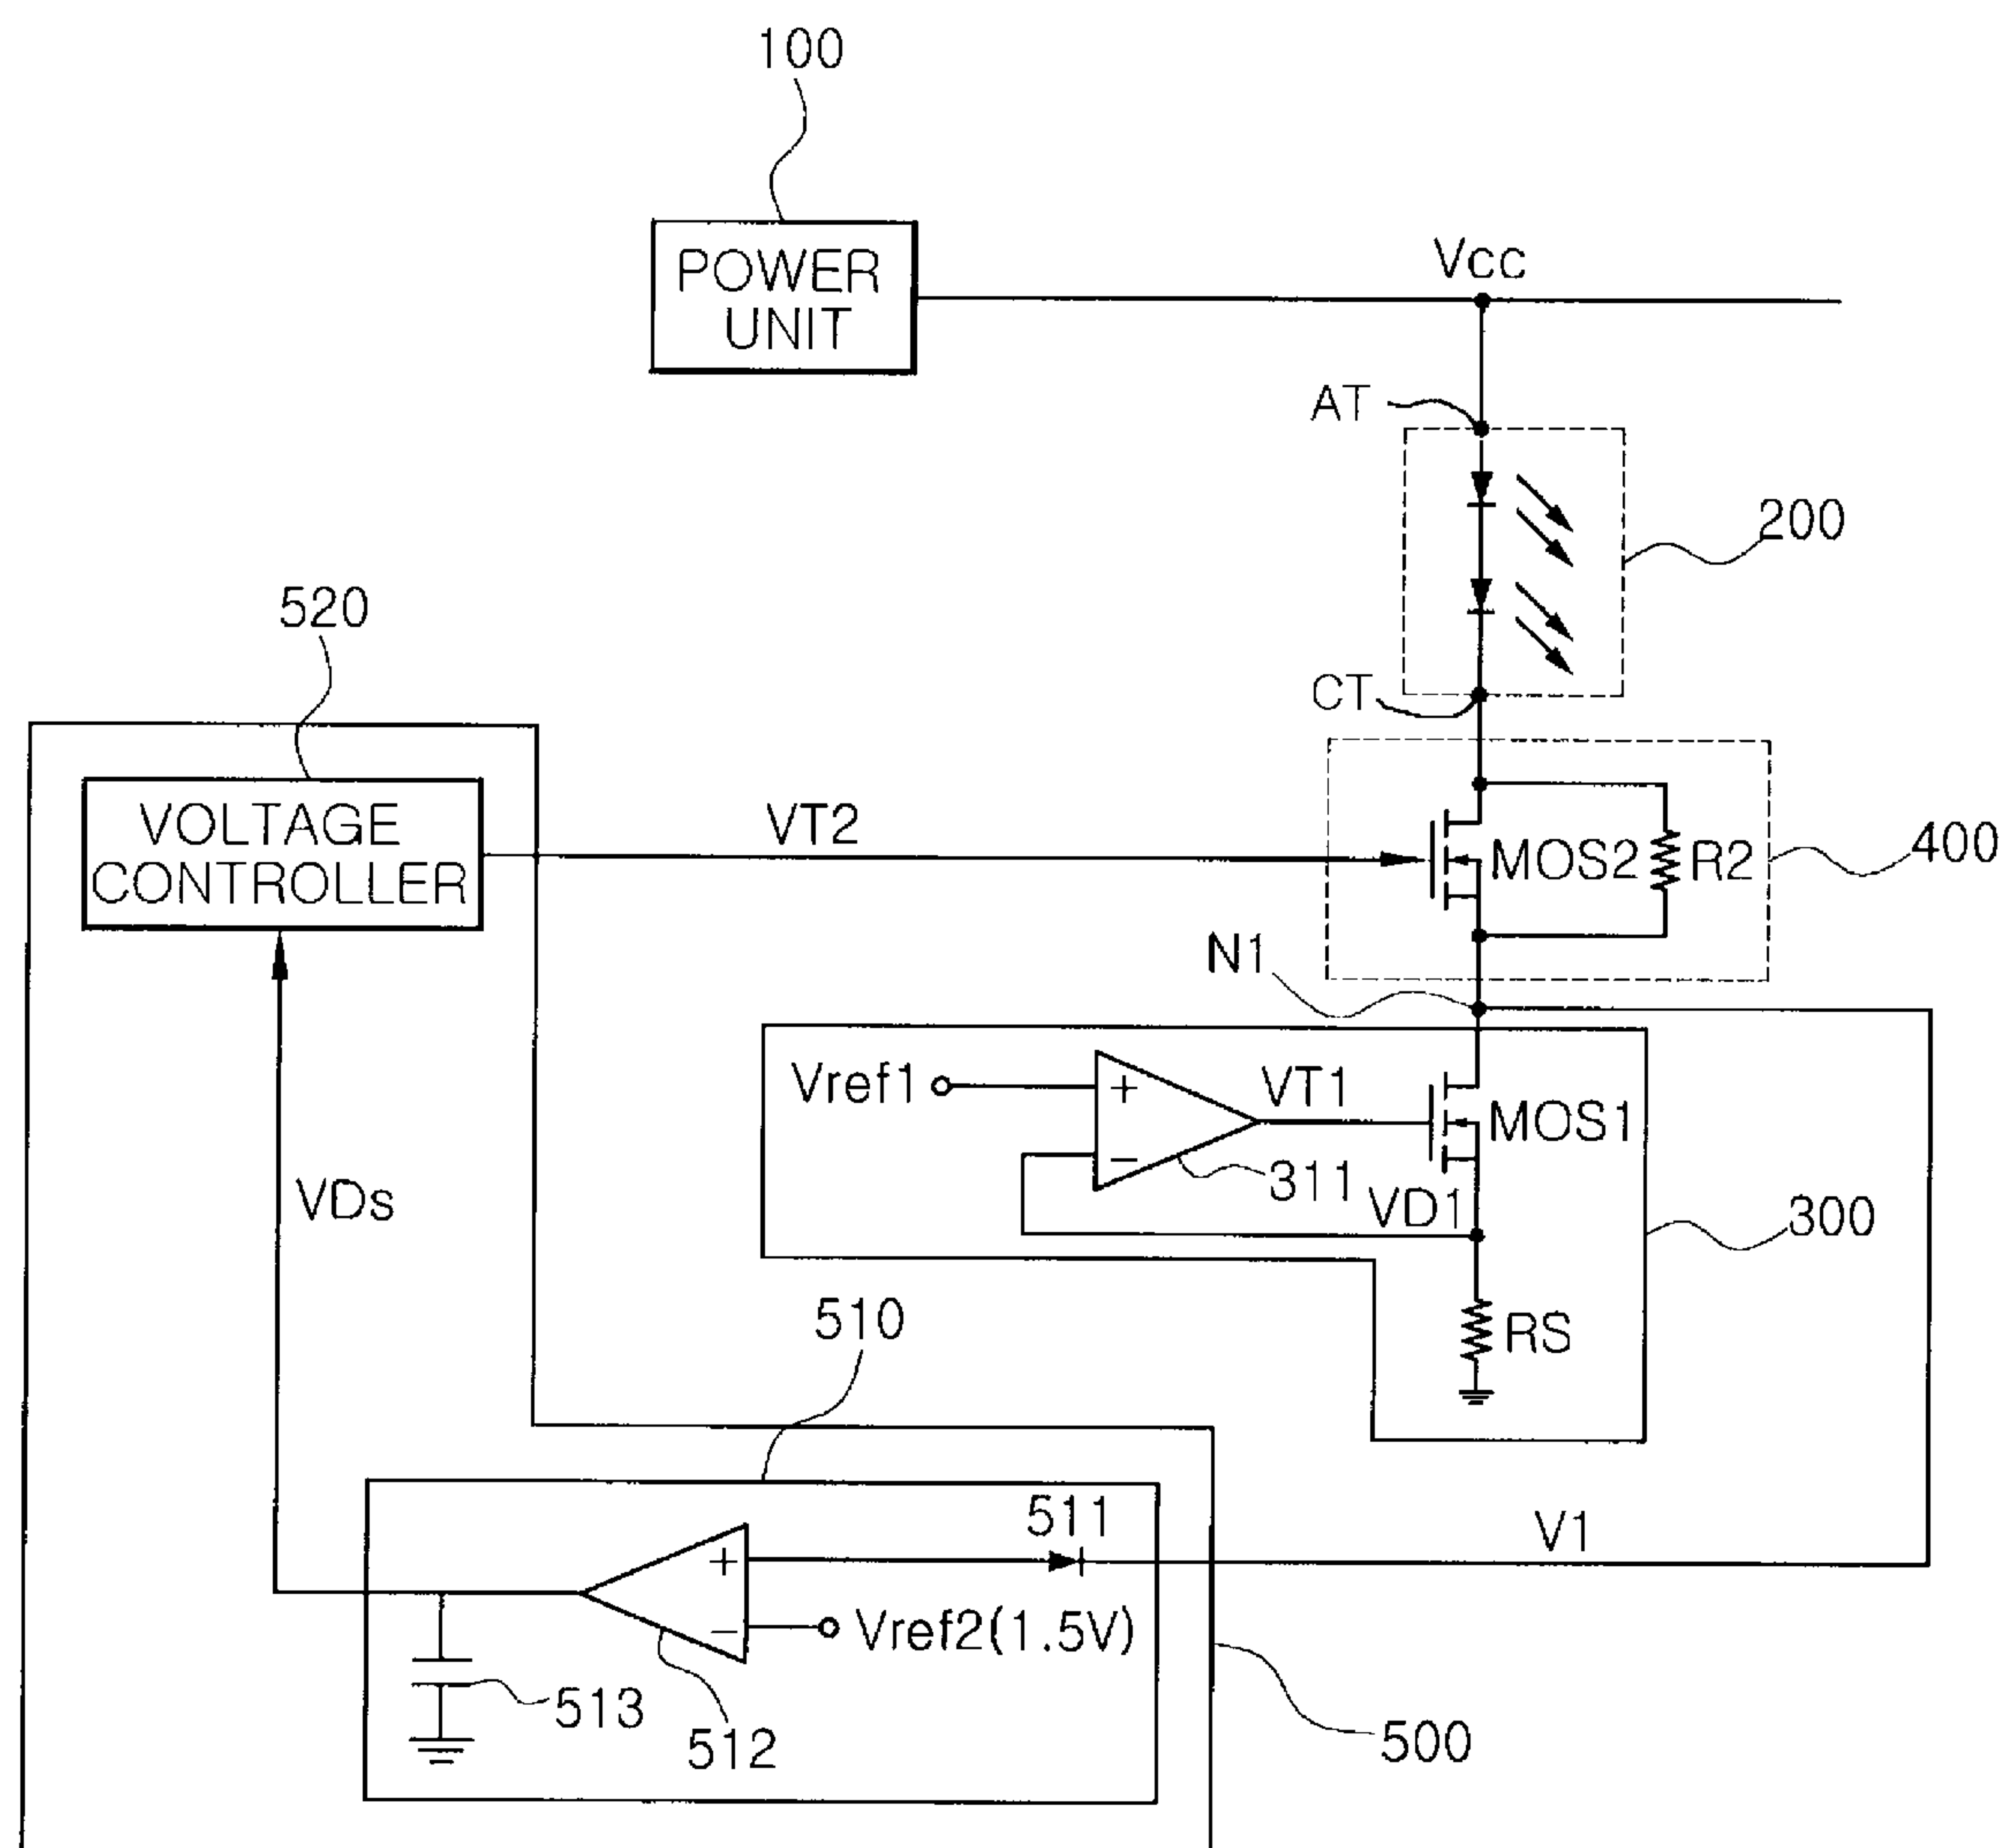 100
POWER
UNIT
Vcc
AT
200
CT
520
VOLTAGE
CONTROLLER
VT2
MOS2
R2
400
N1
Vref1
+
−
VT1
MOS1
311
VD1
300
VDs
RS
510
511
V1
+
−
Vref2(1.5V)
513
512
500